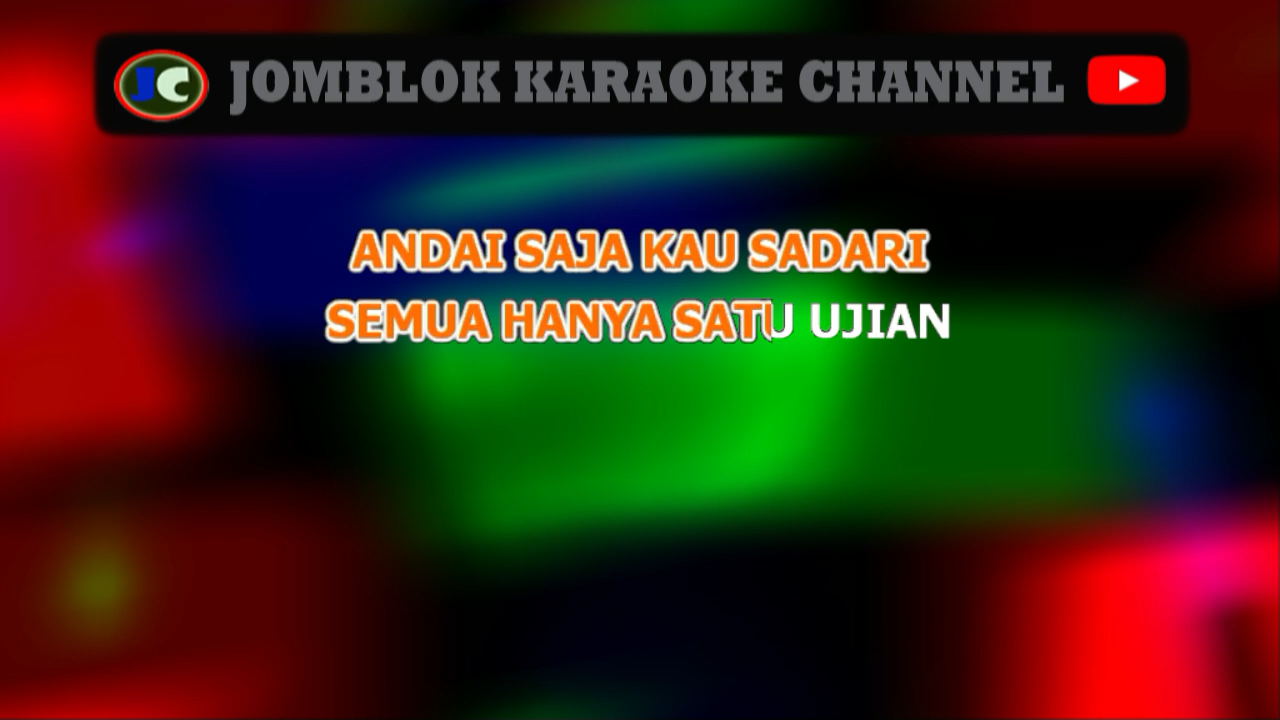 JC JOMBLOK KARAOKE CHANNEL
ANDAI SAJA KAU SADARI
SEMUA HANYA SATU UJIAN